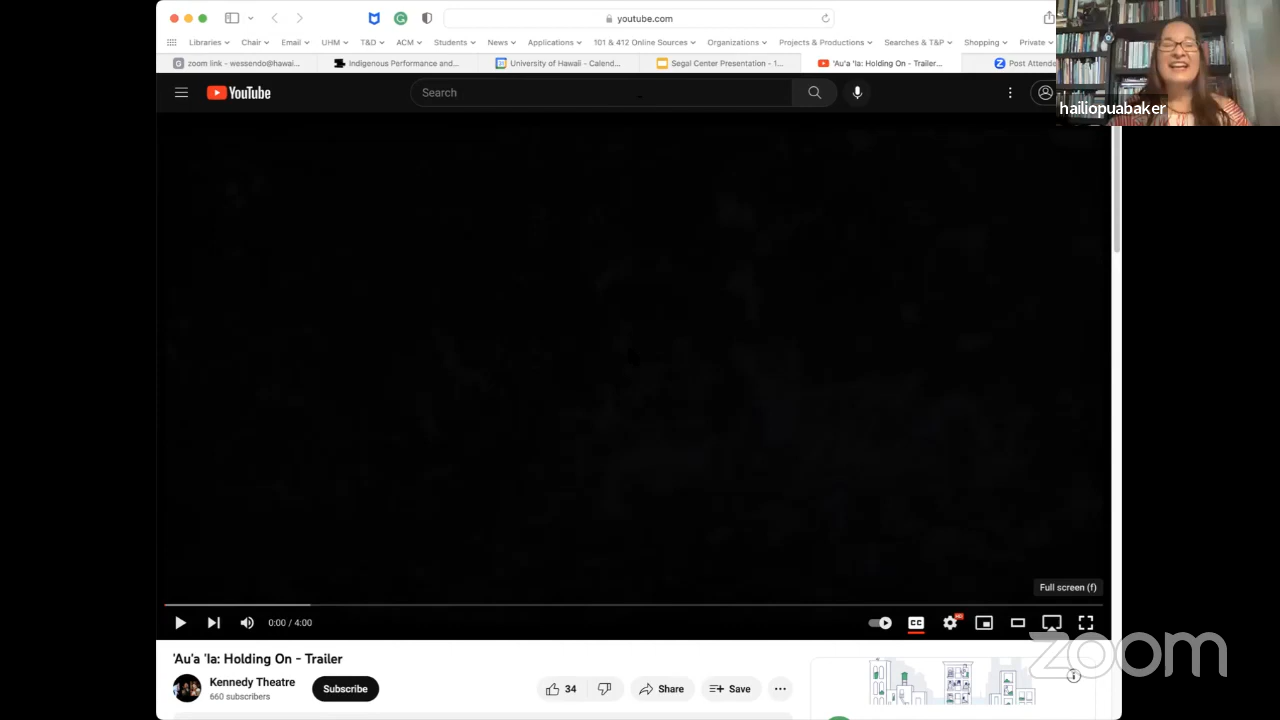 youtube.com
Libraries Chair Email UHM T&D ACM Students News Applications 101 & 412 Online Sources Organizations Projects & Productions Searches & T&P Shopping Private
zoom link - wessendo@hawai... Indigenous Performance and... University of Hawaii - Calend... Segal Center Presentation - 1... 'Au'a 'Ia: Holding On - Trailer... Post Attende
hailiopuabaker
YouTube
Search
Full screen (f)
0:00 / 4:00
CC
HD
'Au'a 'Ia: Holding On - Trailer
Kennedy Theatre
660 subscribers
Subscribe
34
Share
Save
zoom